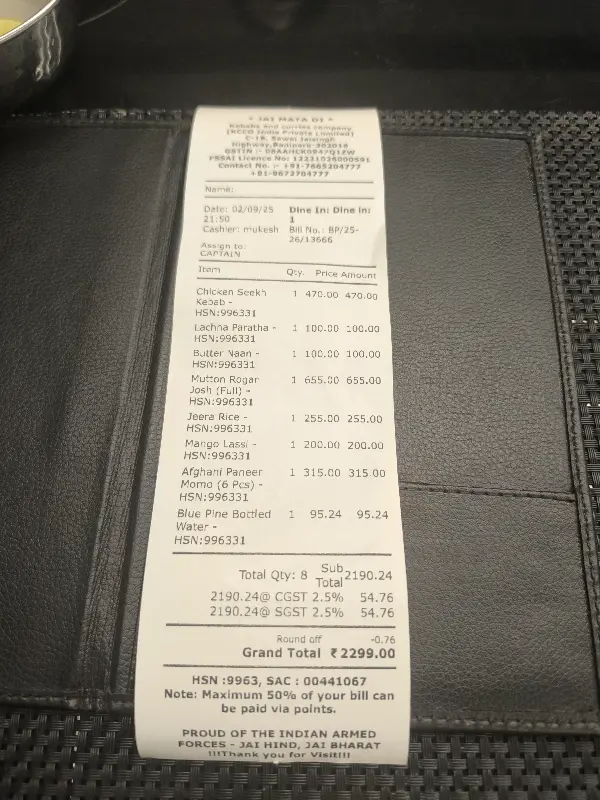 * JAI MATA DI *
Kebabs and curries company
(KCCO India Private Limited)
C-18, Sawai Jaisingh
Highway,Banipark-302016
GSTIN :-
FSSAI Licence No: 12221026000591
Contact No. :- +91-7665204777
+91-9672704777
Name:
Date: 02/09/25 Dine In: Dine In:
21:50 1
Cashier: mukesh Bill No.: BP/25-
26/13666
Assign to:
CAPTAIN
Item Qty. Price Amount
Chicken Seekh 1 470.00 470.00
Kebab -
HSN:996331
Lachha Paratha - 1 100.00 100.00
HSN:996331
Butter Naan - 1 100.00 100.00
HSN:996331
Mutton Rogan 1 655.00 655.00
Josh (Full) -
HSN:996331
Jeera Rice - 1 255.00 255.00
HSN:996331
Mango Lassi - 1 200.00 200.00
HSN:996331
Afghani Paneer 1 315.00 315.00
Momo (6 Pcs) -
HSN:996331
Blue Pine Bottled 1 95.24 95.24
Water -
HSN:996331
Total Qty: 8 Sub Total 2190.24
2190.24@ CGST 2.5% 54.76
2190.24@ SGST 2.5% 54.76
Round off -0.76
Grand Total ₹2299.00
HSN :9963, SAC : 00441067
Note: Maximum 50% of your bill can
be paid via points.
PROUD OF THE INDIAN ARMED
FORCES - JAI HIND, JAI BHARAT
!!!Thank you for Visit!!!